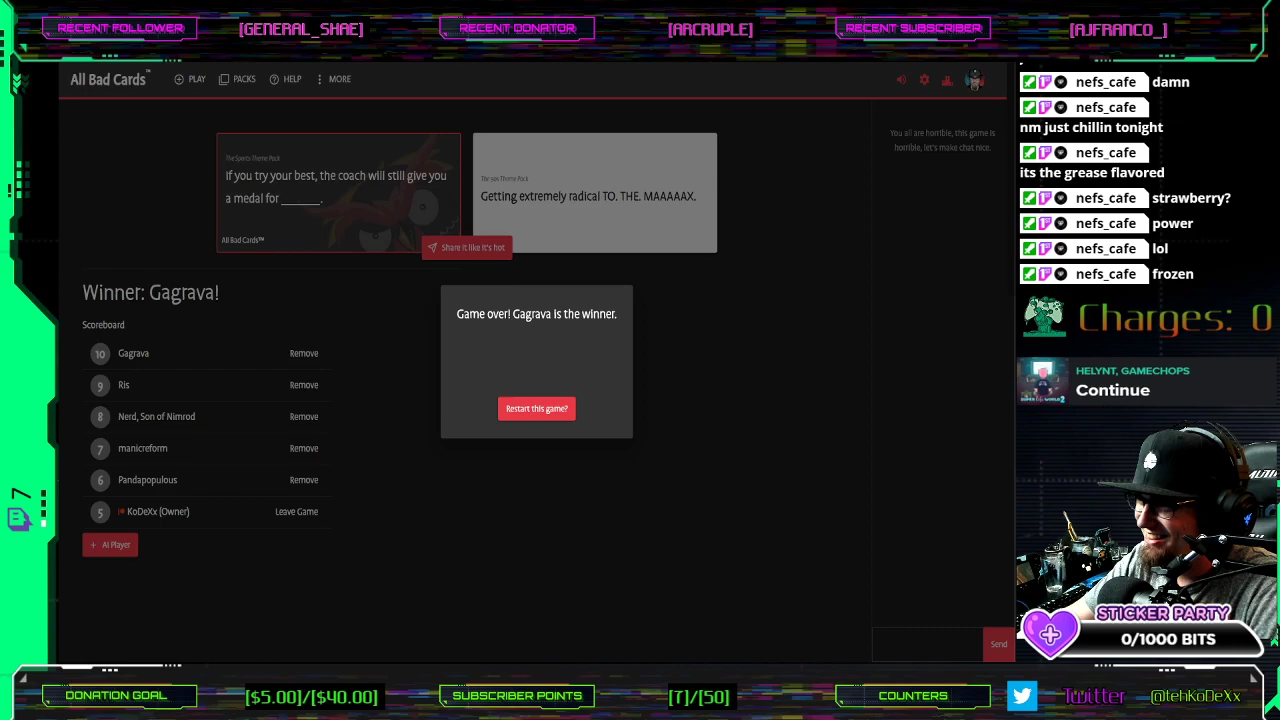 RECENT FOLLOWER [GENERAL_SHAE] RECENT DONATOR [ARCRUPLE] RECENT SUBSCRIBER [AJFRANCO_]
All Bad Cards™ PLAY PACKS HELP MORE
The Sports Theme Pack
If you try your best, the coach will still give you
a medal for ______.
All Bad Cards™
The 90s Theme Pack
Getting extremely radical TO. THE. MAAAAAX.
Share it like it's hot
Winner: Gagrava!
Scoreboard
10 Gagrava Remove
9 Ris Remove
8 Nerd, Son of Nimrod Remove
7 manicreform Remove
6 Pandapopulous Remove
5 KoDeXx (Owner) Leave Game
+ AI Player
Game over! Gagrava is the winner.
Restart this game?
You all are horrible, this game is
horrible, let's make chat nice.
Send
nefs_cafe damn
nefs_cafe
nm just chillin tonight
nefs_cafe
its the grease flavored
nefs_cafe strawberry?
nefs_cafe power
nefs_cafe lol
nefs_cafe frozen
Charges: 0
HELYNT, GAMECHOPS
Continue
STICKER PARTY
0/1000 BITS
7
DONATION GOAL [$5.00]/[$40.00] SUBSCRIBER POINTS [7]/[50] COUNTERS Twitter @tehKoDeXx